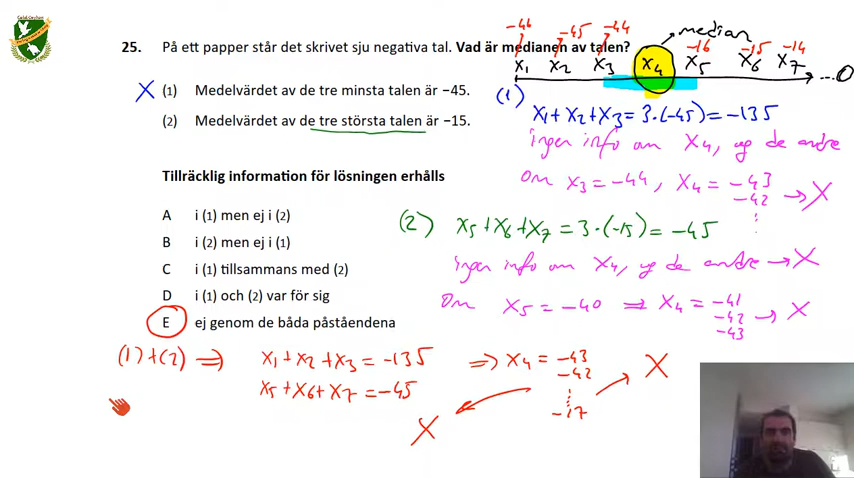 25. På ett papper står det skrivet sju negativa tal. Vad är medianen av talen?
(1) Medelvärdet av de tre minsta talen är −45.
(2) Medelvärdet av de tre största talen är −15.
Tillräcklig information för lösningen erhålls
A i (1) men ej i (2)
B i (2) men ej i (1)
C i (1) tillsammans med (2)
D i (1) och (2) var för sig
E ej genom de båda påståendena
median
-46 -45 -44 -16 -15 -14
x1 x2 x3 x4 x5 x6 x7 ...0
X
(1) x1+x2+x3 = 3·(-45) = -135
ingen info om x4, og de andre
Om x3 = -44, x4 = -43
-42 → X
(2) x5+x6+x7 = 3·(-15) = -45
ingen info om x4, og de andre → X
Om x5 = -40 ⇒ x4 = -41
-42 → X
-43
(1)+(2) ⇒ x1+x2+x3 = -135 ⇒ x4 = -43
x5+x6+x7 = -45 -42
-17 X
X